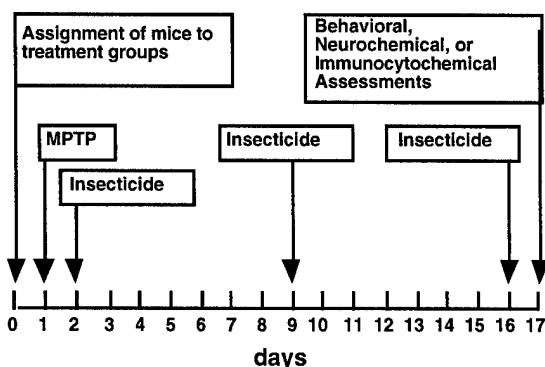 Assignment of mice to
treatment groups
Behavioral,
Neurochemical, or
Immunocytochemical
Assessments
MPTP
Insecticide
Insecticide
Insecticide
0 1 2 3 4 5 6 7 8 9 10 11 12 13 14 15 16 17
days